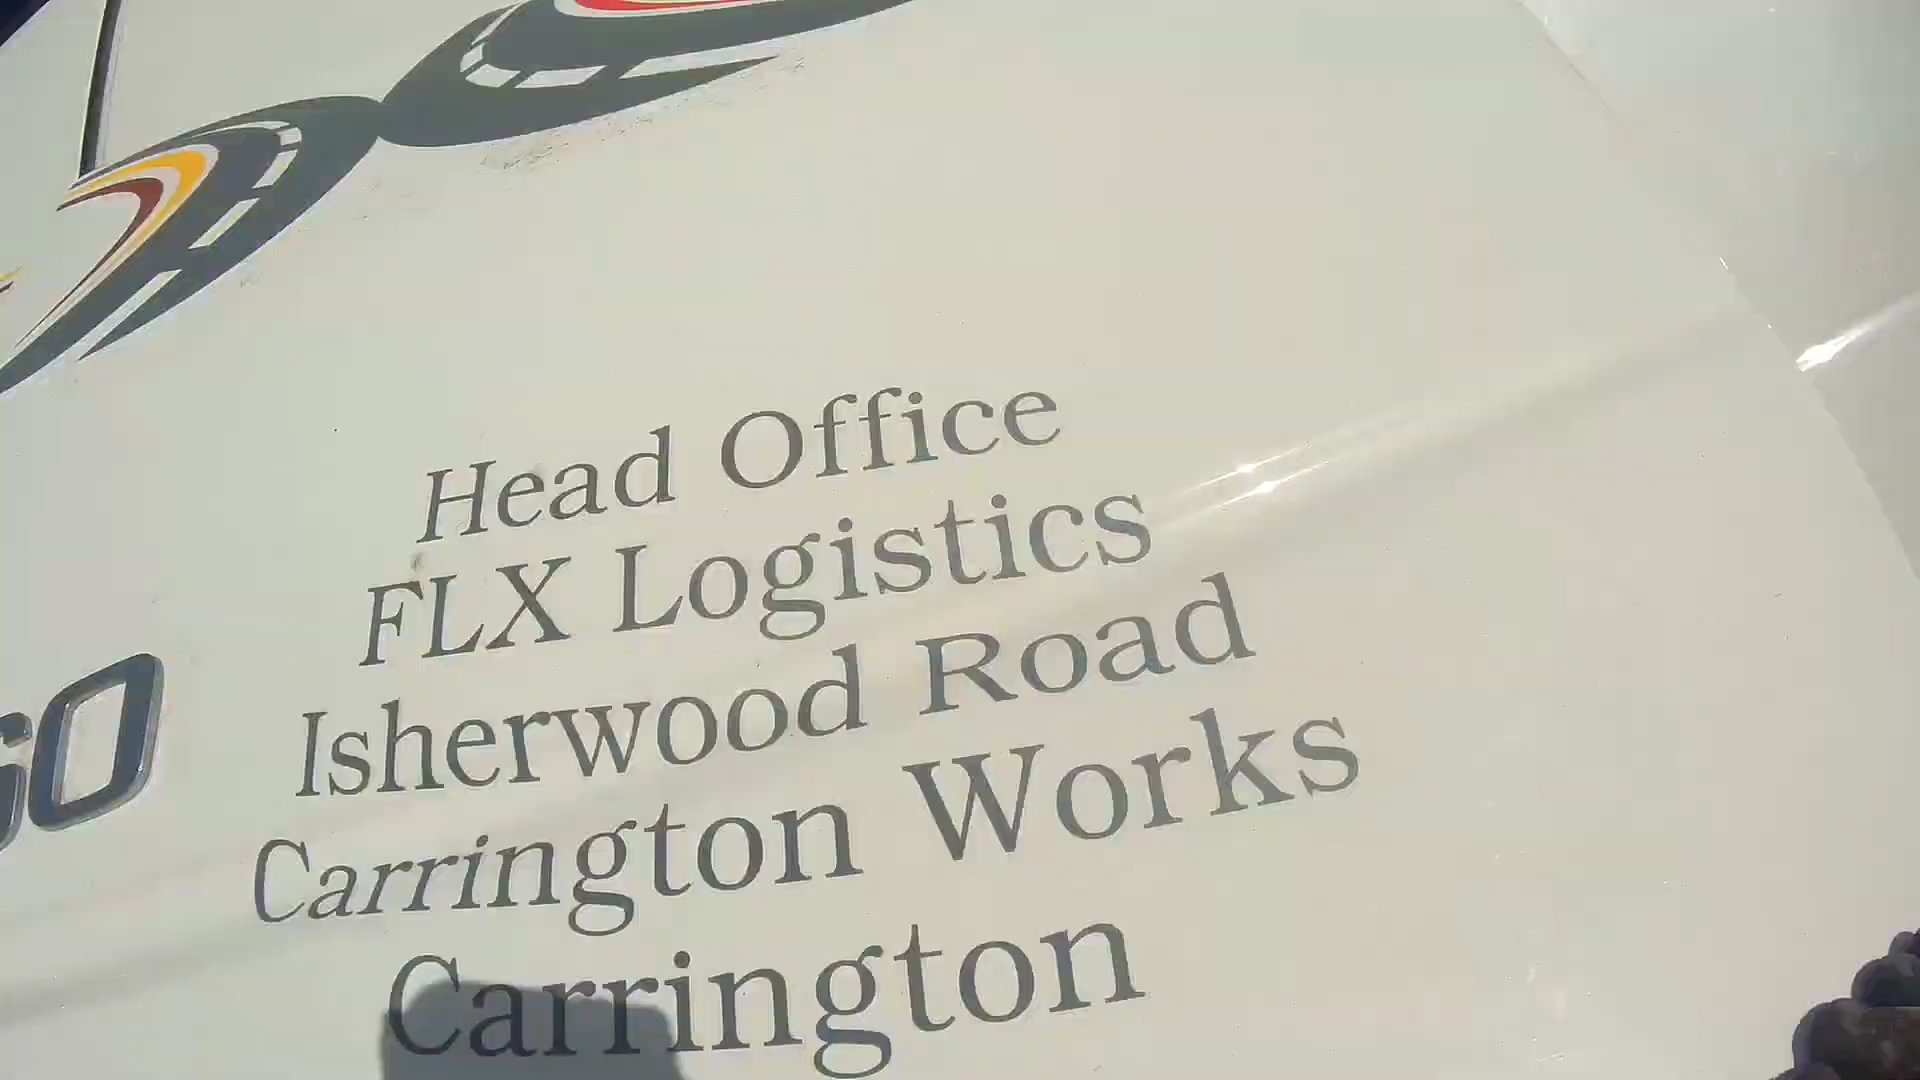 Head Office
FLX Logistics
Isherwood Road
Carrington Works
Carrington